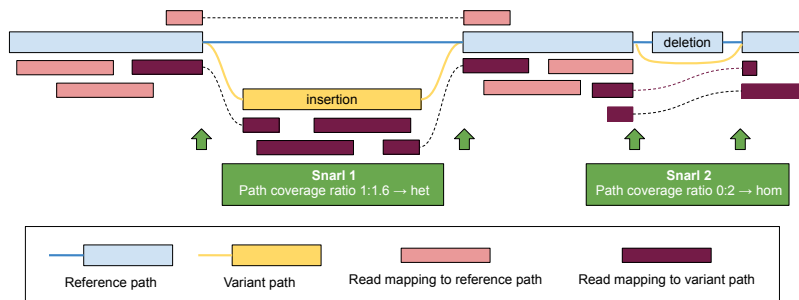 deletion
insertion
Snarl 1
Path coverage ratio 1:1.6 → het
Snarl 2
Path coverage ratio 0:2 → hom
Reference path
Variant path
Read mapping to reference path
Read mapping to variant path